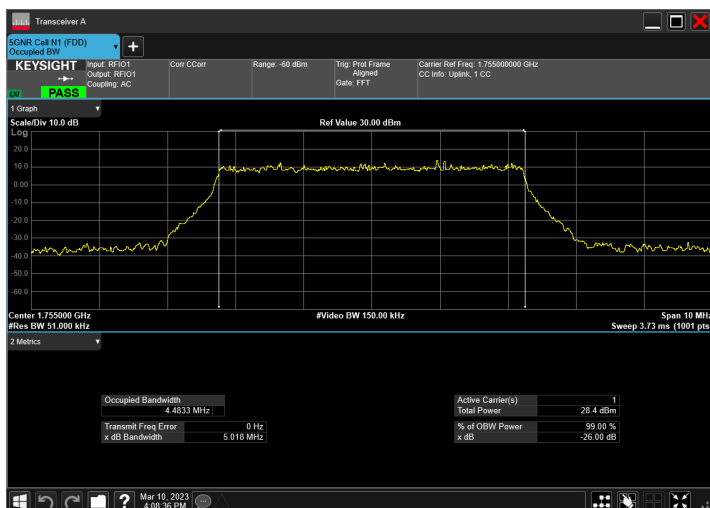 Transceiver A
5GNR Cell N1 (FDD)
Occupied BW
KEYSIGHT
LXI
PASS
Input: RFIO1
Output: RFIO1
Coupling: AC
Corr CCorr
Range: -60 dBm
Trig: Prot Frame
Aligned
Gate: FFT
Carrier Ref Freq: 1.755000000 GHz
CC Info: Uplink, 1 CC
1 Graph
Scale/Div 10.0 dB
Ref Value 30.00 dBm
Log
20.0
10.0
0.00
-10.0
-20.0
-30.0
-40.0
-50.0
-60.0
Center 1.755000 GHz
#Video BW 150.00 kHz
Span 10 MHz
#Res BW 51.000 kHz
Sweep 3.73 ms (1001 pts
2 Metrics
Occupied Bandwidth
4.4833 MHz
Transmit Freq Error 0 Hz
x dB Bandwidth 5.018 MHz
Active Carrier(s) 1
Total Power 28.4 dBm
% of OBW Power 99.00 %
x dB -26.00 dB
Mar 10, 2023
4:08:36 PM